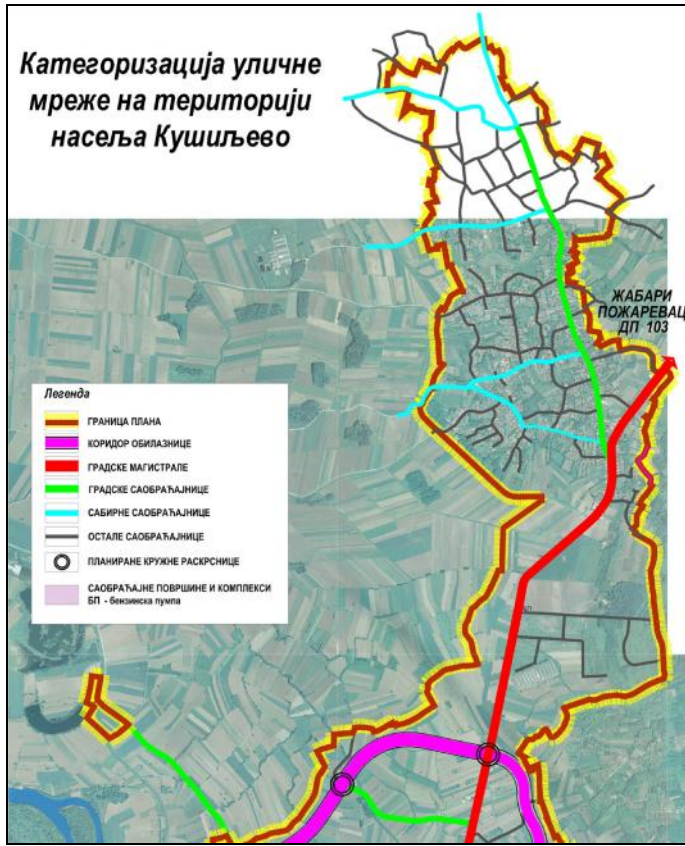 Категоризација уличне
мреже на територији
насеља Кушиљево
ЖАБАРИ
ПОЖАРЕВАЦ
ДП 103
Легенда
ГРАНИЦА ПЛАНА
КОРИДОР ОБИЛАЗНИЦЕ
ГРАДСКЕ МАГИСТРАЛЕ
ГРАДСКЕ САОБРАЋАЈНИЦЕ
САБИРНЕ САОБРАЋАЈНИЦЕ
ОСТАЛЕ САОБРАЋАЈНИЦЕ
ПЛАНИРАНЕ КРУЖНЕ РАСКРСНИЦЕ
САОБРАЋАЈНЕ ПОВРШИНЕ И КОМПЛЕКСИ
БП - бензинска пумпа